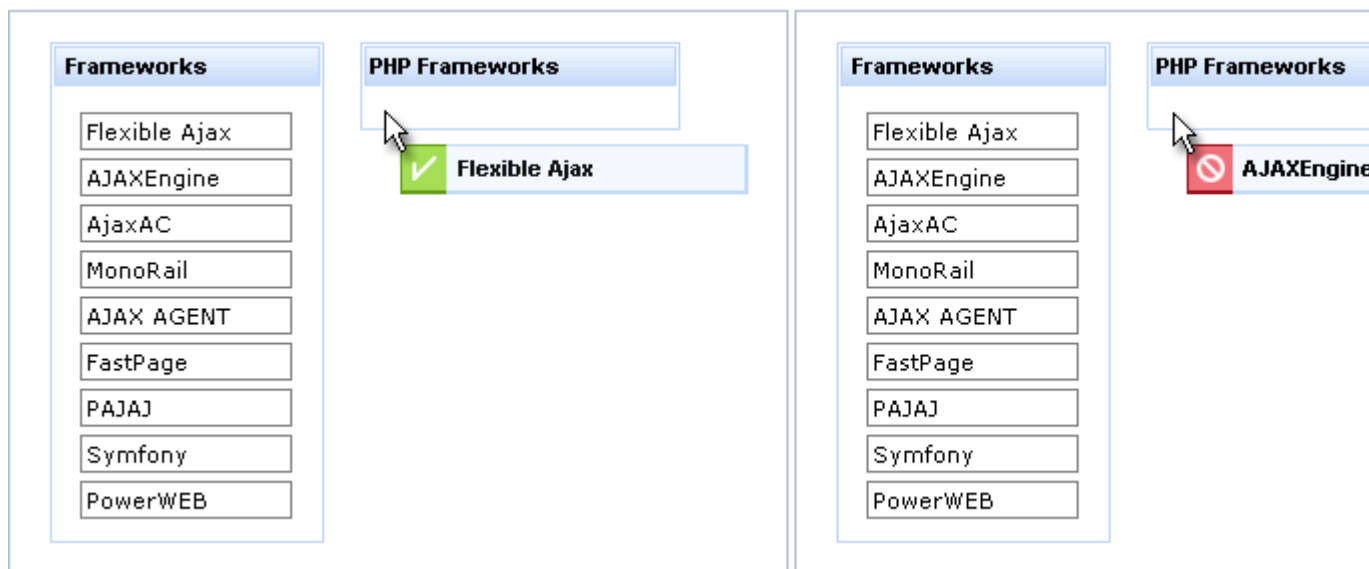 Frameworks
Flexible Ajax
AJAXEngine
AjaxAC
MonoRail
AJAX AGENT
FastPage
PAJAJ
Symfony
PowerWEB
PHP Frameworks
Flexible Ajax
Frameworks
Flexible Ajax
AJAXEngine
AjaxAC
MonoRail
AJAX AGENT
FastPage
PAJAJ
Symfony
PowerWEB
PHP Frameworks
AJAXEngine